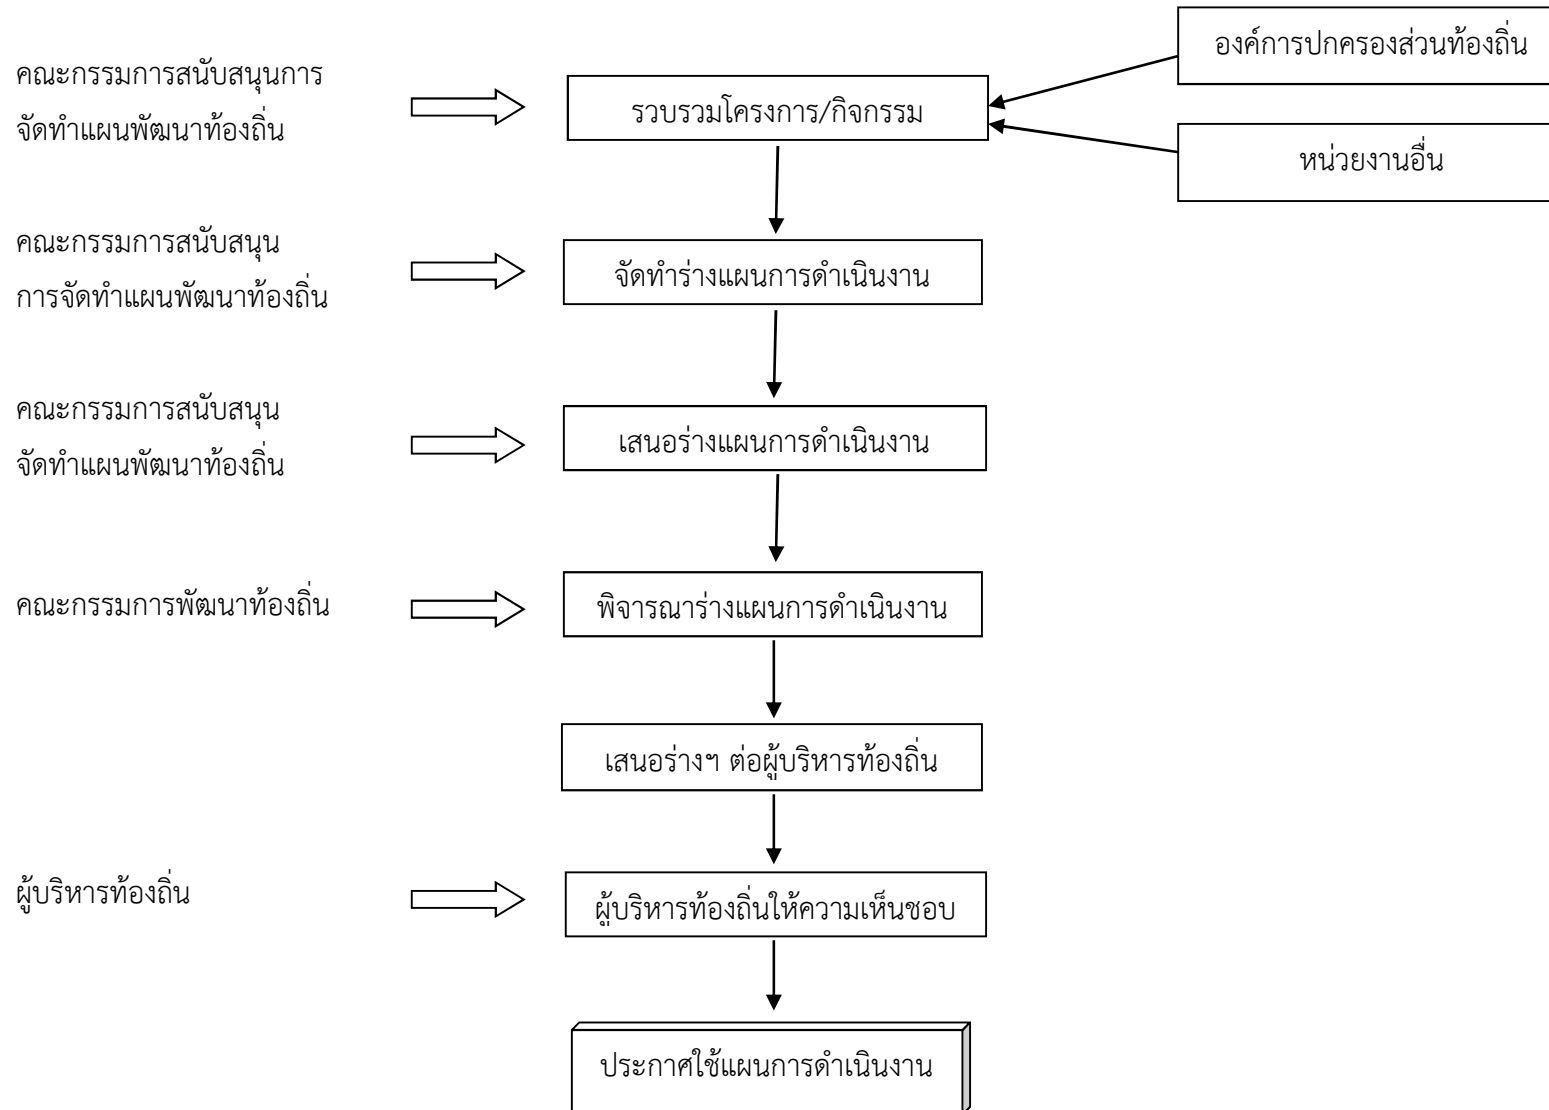 องค์การปกครองส่วนท้องถิ่น
คณะกรรมการสนับสนุนการ
จัดทำแผนพัฒนาท้องถิ่น
รวบรวมโครงการ/กิจกรรม
หน่วยงานอื่น
คณะกรรมการสนับสนุน
การจัดทำแผนพัฒนาท้องถิ่น
จัดทำร่างแผนการดำเนินงาน
คณะกรรมการสนับสนุน
จัดทำแผนพัฒนาท้องถิ่น
เสนอร่างแผนการดำเนินงาน
คณะกรรมการพัฒนาท้องถิ่น
พิจารณาร่างแผนการดำเนินงาน
เสนอร่างฯ ต่อผู้บริหารท้องถิ่น
ผู้บริหารท้องถิ่น
ผู้บริหารท้องถิ่นให้ความเห็นชอบ
ประกาศใช้แผนการดำเนินงาน